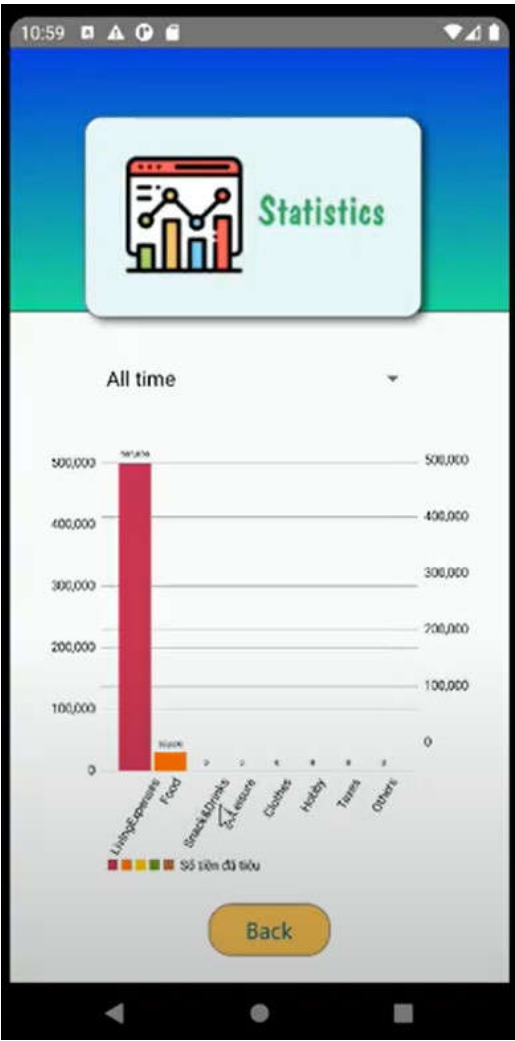 10:59
Statistics
All time
500,000
500,000
400,000
400,000
300,000
300,000
200,000
200,000
100,000
100,000
0
0
LivingExpenses
Food
Snack&Drinks
Clothes
Hobby
Taxes
Others
Số tiền đã tiêu
Back